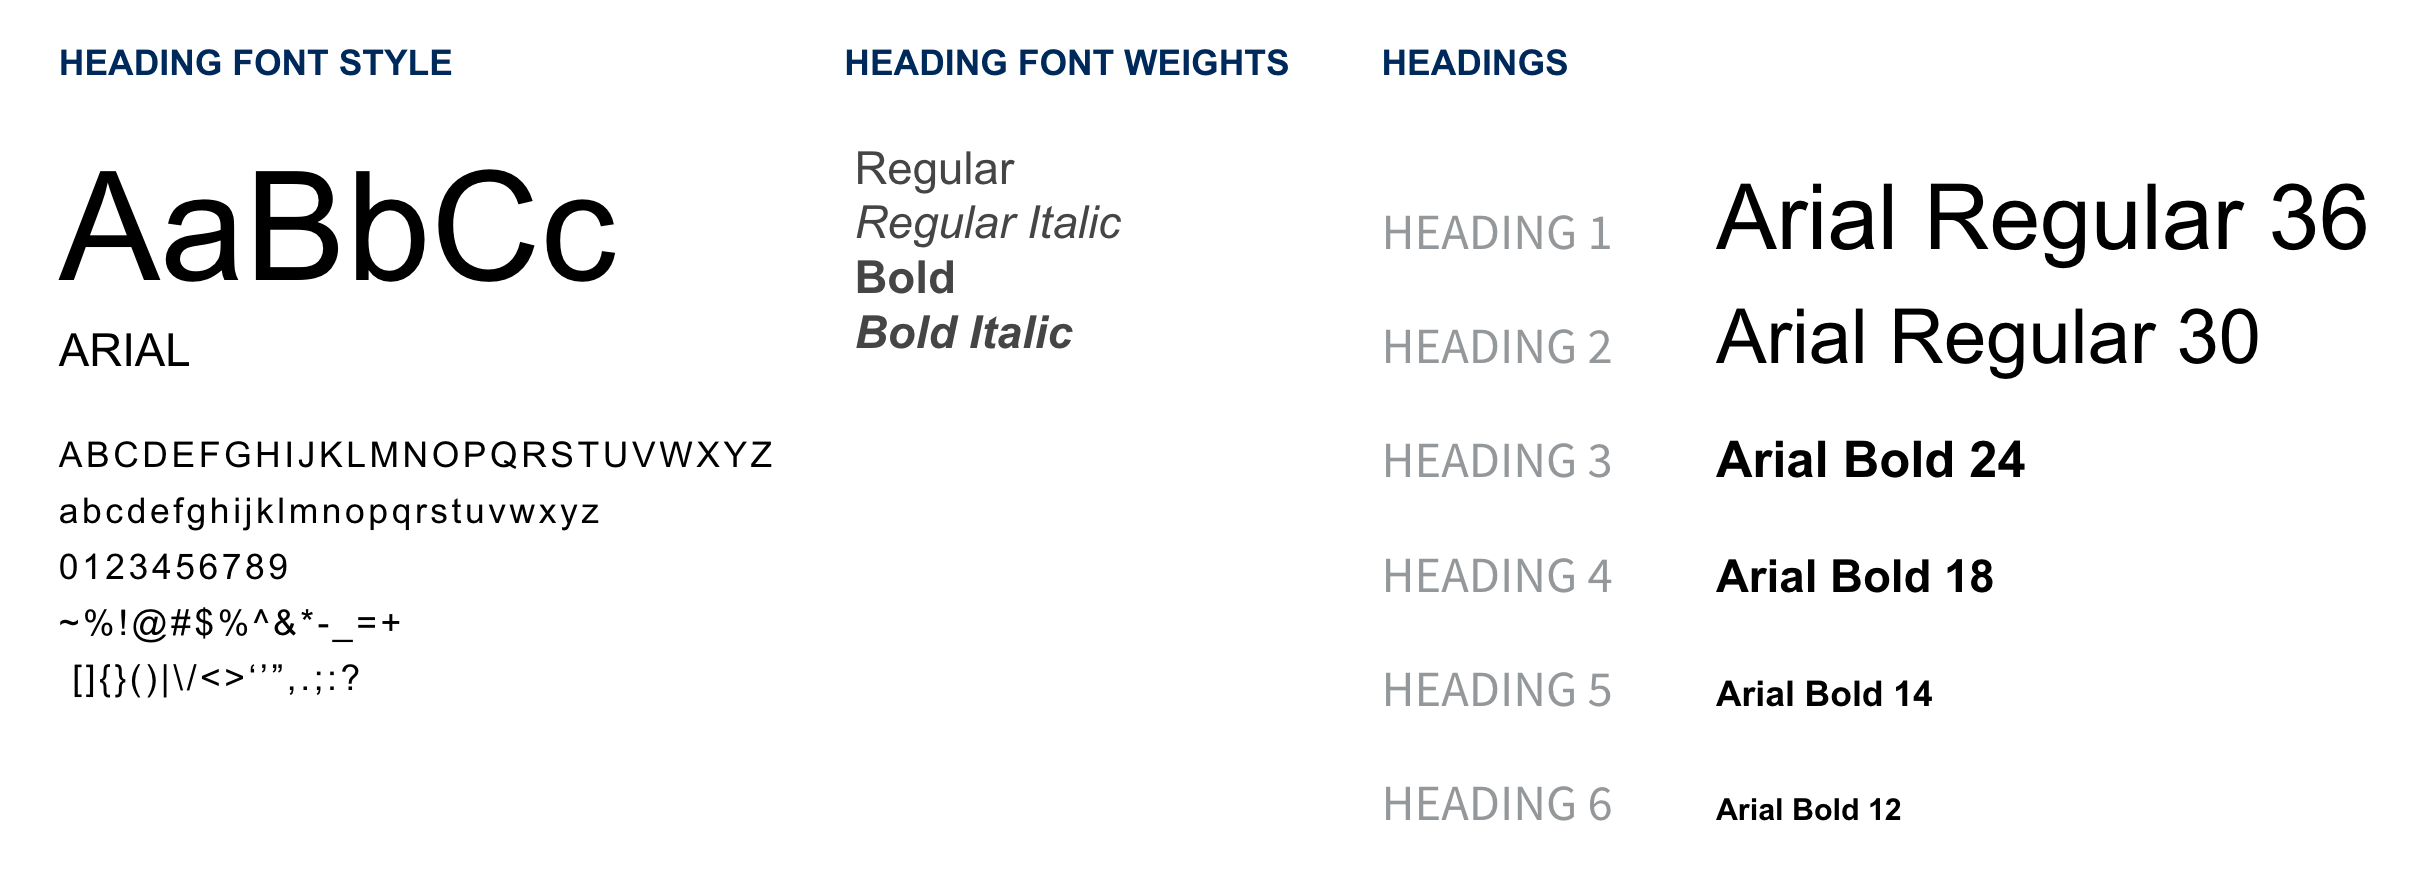 HEADING FONT STYLE
AaBbCc
ARIAL
ABCDEFGHIJKLMNOPQRSTUVWXYZ
abcdefghijklmnopqrstuvwxyz
0123456789
~%!@#$%^&*-_=+
[]{}()|\/<>‘’”,.;:?
HEADING FONT WEIGHTS
Regular
Regular Italic
Bold
Bold Italic
HEADINGS
HEADING 1 Arial Regular 36
HEADING 2 Arial Regular 30
HEADING 3 Arial Bold 24
HEADING 4 Arial Bold 18
HEADING 5 Arial Bold 14
HEADING 6 Arial Bold 12